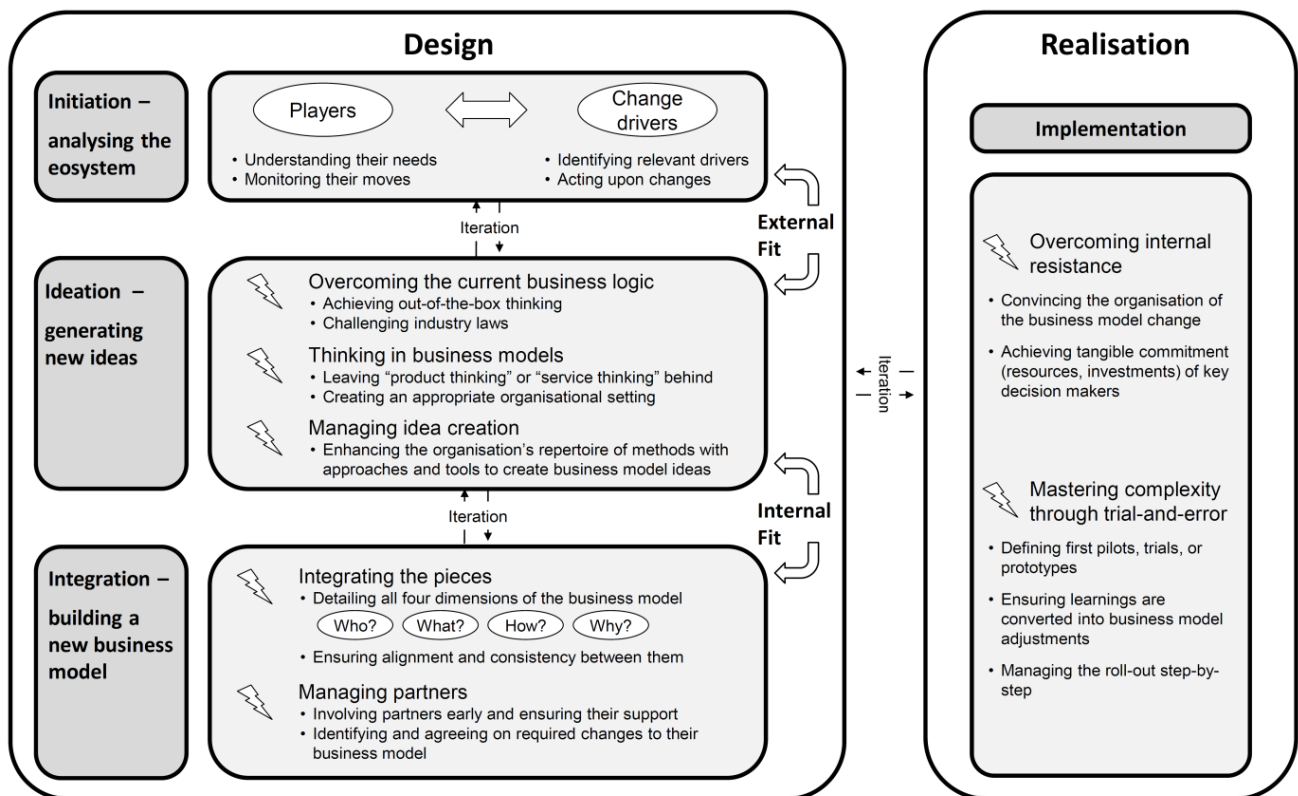 Design
Initiation –
analysing the
eosystem
Players
Change
drivers
• Understanding their needs
• Monitoring their moves
• Identifying relevant drivers
• Acting upon changes
Iteration
External
Fit
Ideation –
generating
new ideas
Overcoming the current business logic
• Achieving out-of-the-box thinking
• Challenging industry laws
Thinking in business models
• Leaving “product thinking” or “service thinking” behind
• Creating an appropriate organisational setting
Managing idea creation
• Enhancing the organisation’s repertoire of methods with
approaches and tools to create business model ideas
Iteration
Internal
Fit
Integration –
building a
new business
model
Integrating the pieces
• Detailing all four dimensions of the business model
Who?
What?
How?
Why?
• Ensuring alignment and consistency between them
Managing partners
• Involving partners early and ensuring their support
• Identifying and agreeing on required changes to their
business model
Iteration
Realisation
Implementation
Overcoming internal
resistance
• Convincing the organisation of
the business model change
• Achieving tangible commitment
(resources, investments) of key
decision makers
Mastering complexity
through trial-and-error
• Defining first pilots, trials, or
prototypes
• Ensuring learnings are
converted into business model
adjustments
• Managing the roll-out step-by-
step